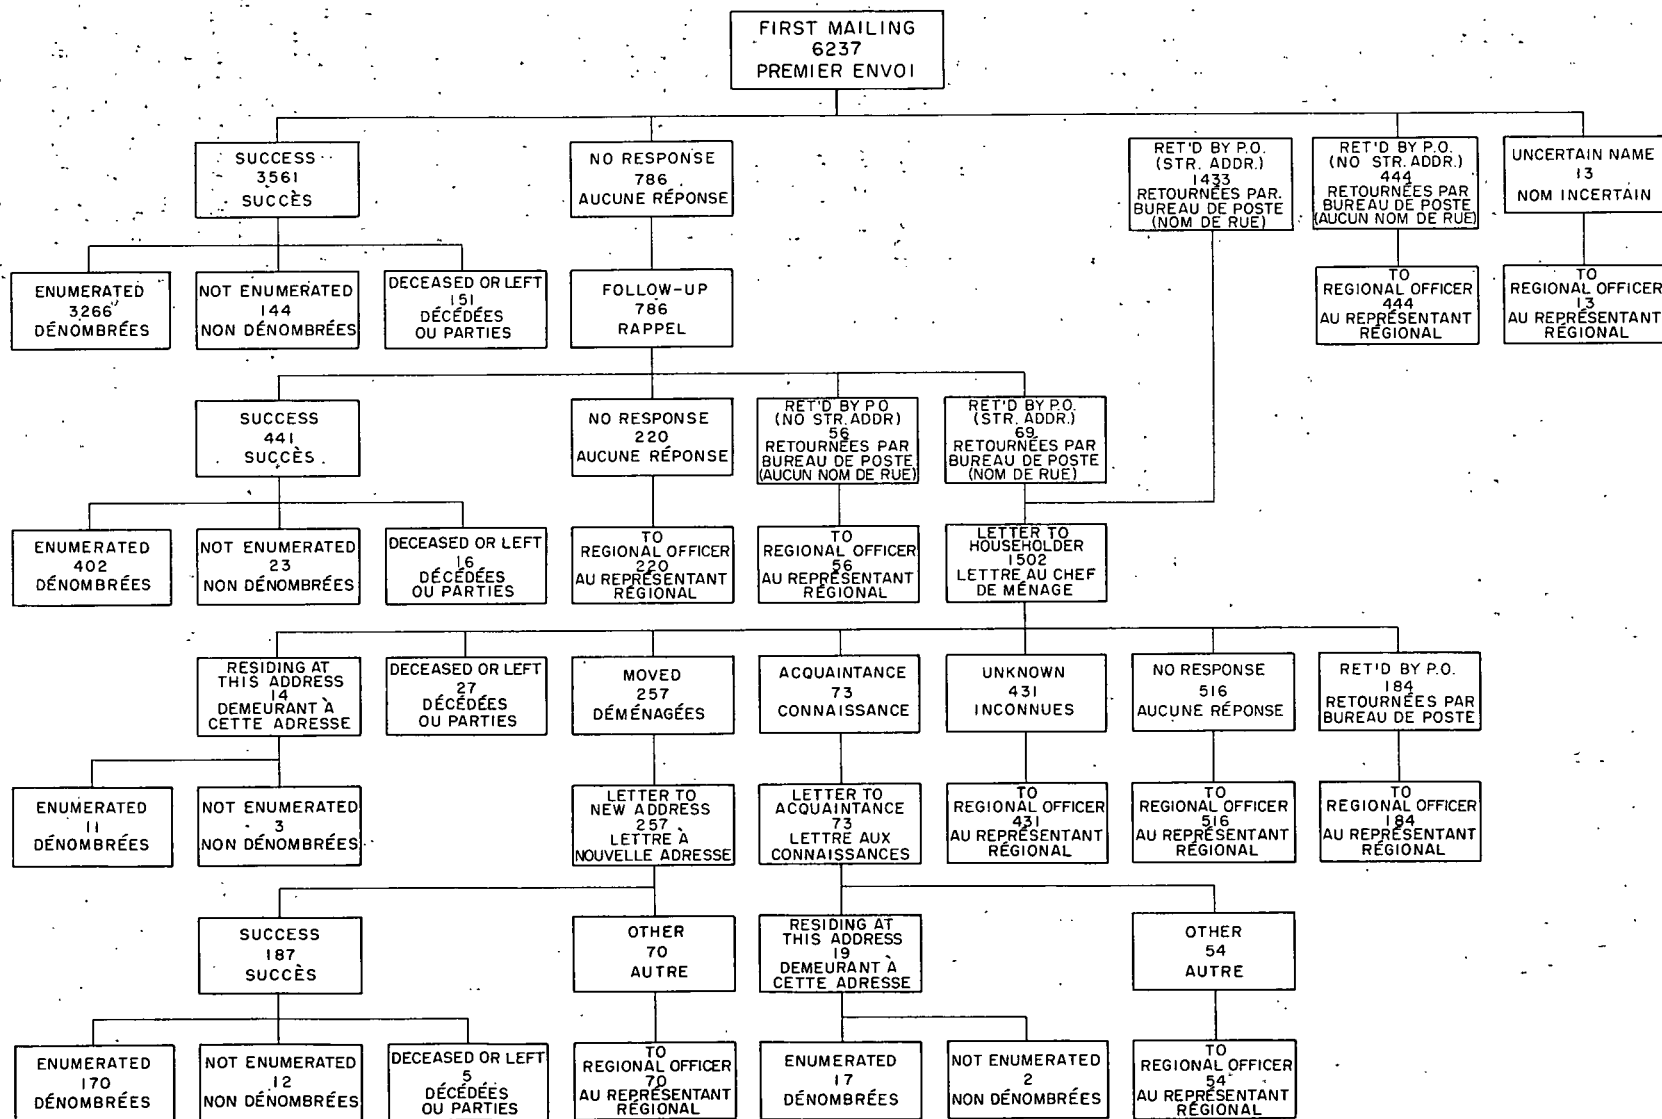 FIRST MAILING
6237
PREMIER ENVOI
SUCCESS
3561
SUCCÈS
NO RESPONSE
786
AUCUNE RÉPONSE
RET'D BY P.O.
(STR. ADDR.)
1433
RETOURNÉES PAR.
BUREAU DE POSTE
(NOM DE RUE)
RET'D BY P.O.
(NO STR. ADDR.)
444
RETOURNÉES PAR
BUREAU DE POSTE
(AUCUN NOM DE RUE)
UNCERTAIN NAME
13
NOM INCERTAIN
ENUMERATED
3266
DÉNOMBRÉES
NOT ENUMERATED
144
NON DÉNOMBRÉES
DECEASED OR LEFT
151
DÉCÉDÉES
OU PARTIES
FOLLOW-UP
786
RAPPEL
TO
REGIONAL OFFICER
444
AU REPRÉSENTANT
RÉGIONAL
TO
REGIONAL OFFICER
13
AU REPRÉSENTANT
RÉGIONAL
SUCCESS
441
SUCCÈS
NO RESPONSE
220
AUCUNE RÉPONSE
RET'D BY PO
(NO STR. ADDR)
56
RETOURNÉES PAR
BUREAU DE POSTE
(AUCUN NOM DE RUE)
RET'D BY P.O.
(STR. ADDR.)
69
RETOURNÉES PAR
BUREAU DE POSTE
(NOM DE RUE)
ENUMERATED
402
DÉNOMBRÉES
NOT ENUMERATED
23
NON DÉNOMBRÉES
DECEASED OR LEFT
16
DÉCÉDÉES
OU PARTIES
TO
REGIONAL OFFICER
220
AU REPRÉSENTANT
RÉGIONAL
TO
REGIONAL OFFICER
56
AU REPRÉSENTANT
RÉGIONAL
LETTER TO
HOUSEHOLDER
1502
LETTRE AU CHEF
DE MÉNAGE
RESIDING AT
THIS ADDRESS
14
DEMEURANT À
CETTE ADRESSE
DECEASED OR LEFT
27
DÉCÉDÉES
OU PARTIES
MOVED
257
DÉMÉNAGÉES
ACQUAINTANCE
73
CONNAISSANCE
UNKNOWN
431
INCONNUES
NO RESPONSE
516
AUCUNE RÉPONSE
RET'D BY P.O.
184
RETOURNÉES PAR
BUREAU DE POSTE
ENUMERATED
11
DÉNOMBRÉES
NOT ENUMERATED
3
NON DÉNOMBRÉES
LETTER TO
NEW ADDRESS
257
LETTRE À
NOUVELLE ADRESSE
LETTER TO
ACQUAINTANCE
73
LETTRE AUX
CONNAISSANCES
TO
REGIONAL OFFICER
431
AU REPRÉSENTANT
RÉGIONAL
TO
REGIONAL OFFICER
516
AU REPRÉSENTANT
RÉGIONAL
TO
REGIONAL OFFICER
184
AU REPRÉSENTANT
RÉGIONAL
SUCCESS
187
SUCCÈS
OTHER
70
AUTRE
RESIDING AT
THIS ADDRESS
19
DEMEURANT À
CETTE ADRESSE
OTHER
54
AUTRE
ENUMERATED
170
DÉNOMBRÉES
NOT ENUMERATED
12
NON DÉNOMBRÉES
DECEASED OR LEFT
5
DÉCÉDÉES
OU PARTIES
TO
REGIONAL OFFICER
70
AU REPRÉSENTANT
RÉGIONAL
ENUMERATED
17
DÉNOMBRÉES
NOT ENUMERATED
2
NON DÉNOMBRÉES
TO
REGIONAL OFFICER
54
AU REPRÉSENTANT
RÉGIONAL